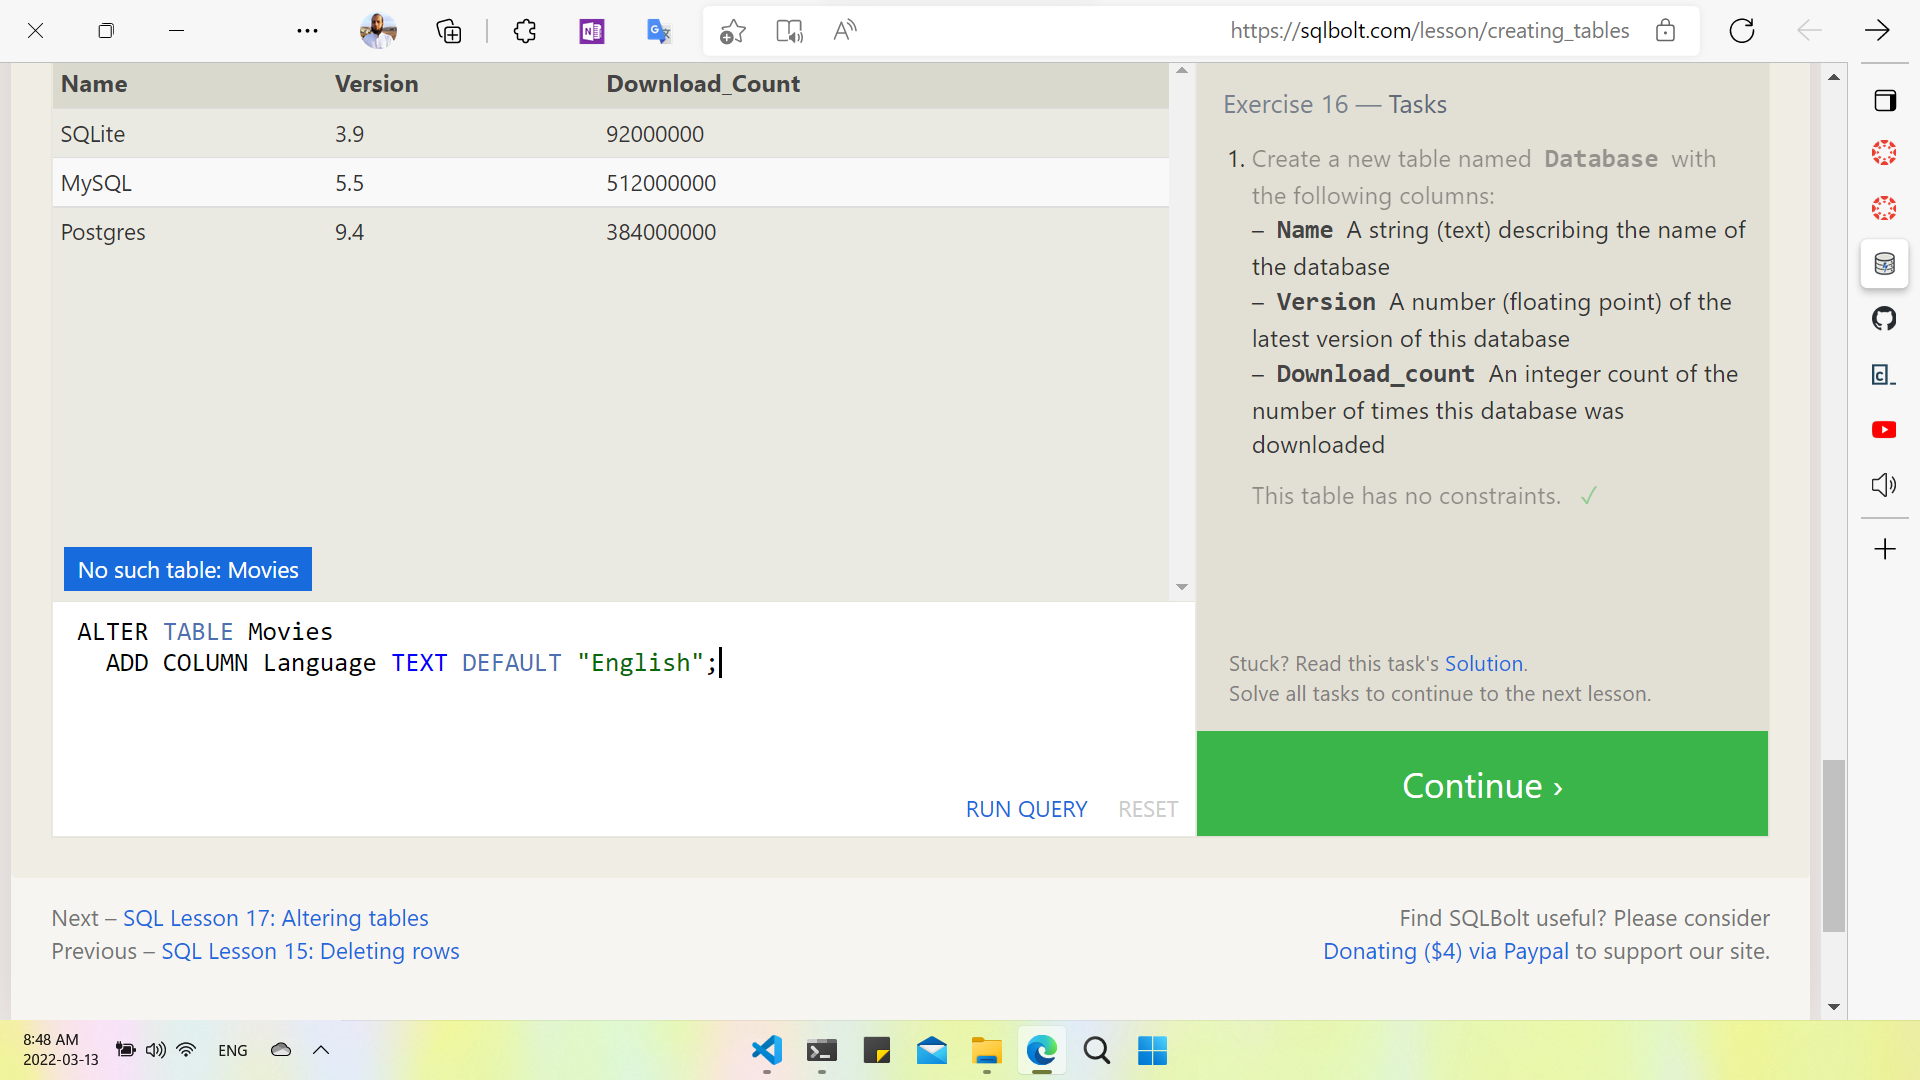 https://sqlbolt.com/lesson/creating_tables
Name Version Download_Count
SQLite 3.9 92000000
MySQL 5.5 512000000
Postgres 9.4 384000000
No such table: Movies
ALTER TABLE Movies
ADD COLUMN Language TEXT DEFAULT "English";
RUN QUERY RESET
Exercise 16 — Tasks
1. Create a new table named Database with
the following columns:
– Name A string (text) describing the name of
the database
– Version A number (floating point) of the
latest version of this database
– Download_count An integer count of the
number of times this database was
downloaded
This table has no constraints. ✓
Stuck? Read this task's Solution.
Solve all tasks to continue to the next lesson.
Continue ›
Next – SQL Lesson 17: Altering tables
Previous – SQL Lesson 15: Deleting rows
Find SQLBolt useful? Please consider
Donating ($4) via Paypal to support our site.
8:48 AM
2022-03-13
ENG